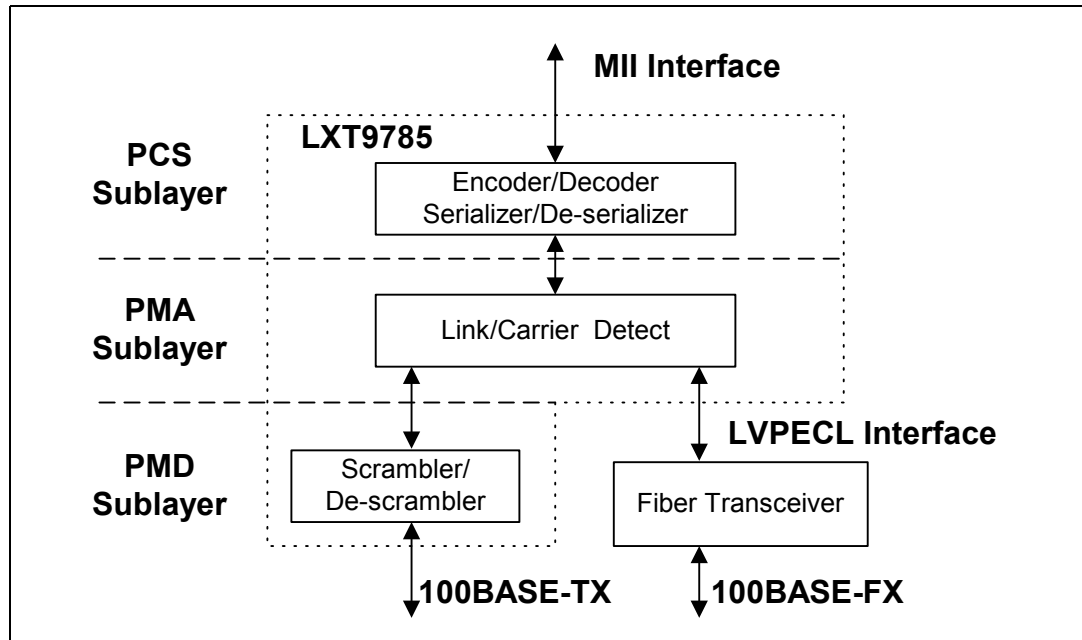 MII Interface
LXT9785
PCS
Sublayer
Encoder/Decoder
Serializer/De-serializer
PMA
Sublayer
Link/Carrier Detect
LVPECL Interface
PMD
Sublayer
Scrambler/
De-scrambler
Fiber Transceiver
100BASE-TX
100BASE-FX